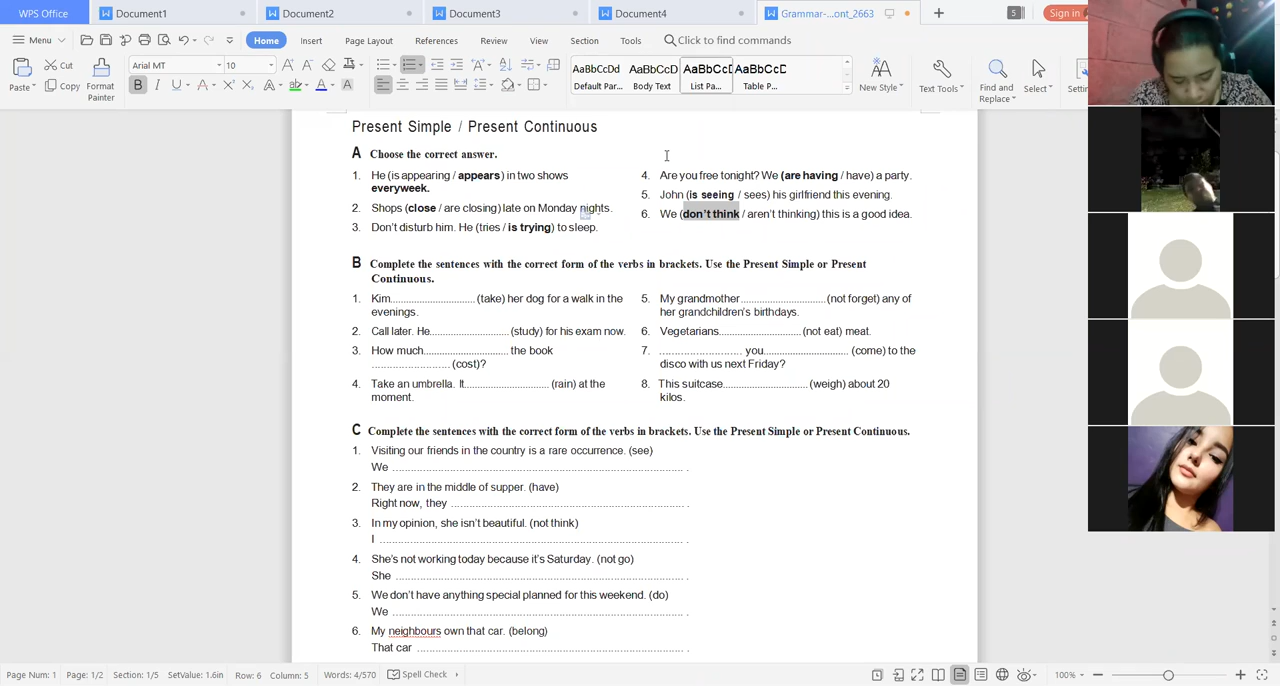 WPS Office
Document1
Document2
Document3
Document4
Grammar-...ont_2663
S
Sign in
Menu
Home
Insert
Page Layout
References
Review
View
Section
Tools
Click to find commands
Paste
Cut
Copy
Format
Painter
Arial MT
10
B I U
AaBbCcDd
Default Par...
AaBbCc
Body Text
AaBbCc
List Pa...
AaBbCc
Table P...
New Style
Text Tools
Find and
Replace
Select
Present Simple / Present Continuous
A Choose the correct answer.
1. He (is appearing / appears) in two shows
everyweek.
2. Shops (close / are closing) late on Monday nights.
3. Don't disturb him. He (tries / is trying) to sleep.
4. Are you free tonight? We (are having / have) a party.
5. John (is seeing / sees) his girlfriend this evening.
6. We (don't think / aren't thinking) this is a good idea.
B Complete the sentences with the correct form of the verbs in brackets. Use the Present Simple or Present
Continuous.
1. Kim............................ (take) her dog for a walk in the
evenings.
2. Call later. He........................... (study) for his exam now.
3. How much............................ the book
.......................... (cost)?
4. Take an umbrella. It............................ (rain) at the
moment.
5. My grandmother ............................ (not forget) any of
her grandchildren's birthdays.
6. Vegetarians........................... (not eat) meat.
7. ............................ you............................ (come) to the
disco with us next Friday?
8. This suitcase............................ (weigh) about 20
kilos.
C Complete the sentences with the correct form of the verbs in brackets. Use the Present Simple or Present Continuous.
1. Visiting our friends in the country is a rare occurrence. (see)
We ................................................................................ .
2. They are in the middle of supper. (have)
Right now, they ................................................................ .
3. In my opinion, she isn't beautiful. (not think)
I ................................................................................ .
4. She's not working today because it's Saturday. (not go)
She ................................................................................ .
5. We don't have anything special planned for this weekend. (do)
We ................................................................................ .
6. My neighbours own that car. (belong)
That car ........................................................................ .
Page Num: 1
Page: 1/2
Section: 1/5
SetValue: 1.6in
Row: 6
Column: 5
Words: 4/570
Spell Check
100%